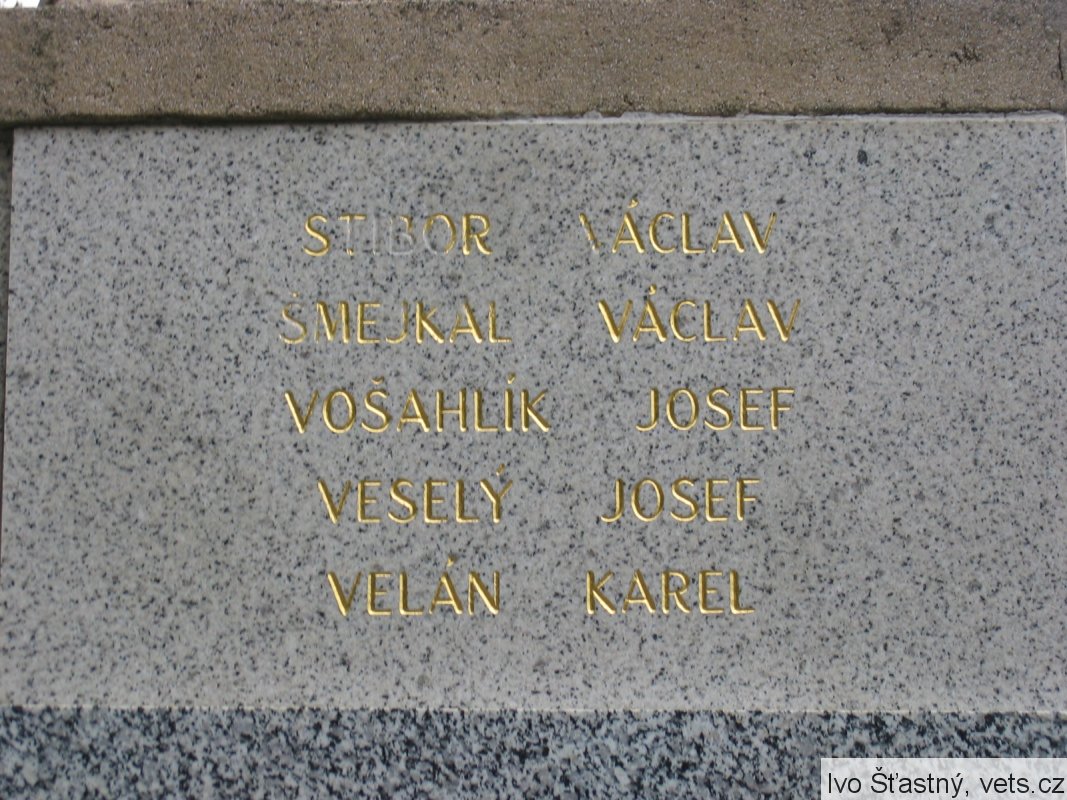 STIBOR VÁCLAV
ŠMEJKAL VÁCLAV
VOŠAHLÍK JOSEF
VESELÝ JOSEF
VELÁN KAREL
Ivo Šťastný, vets.cz